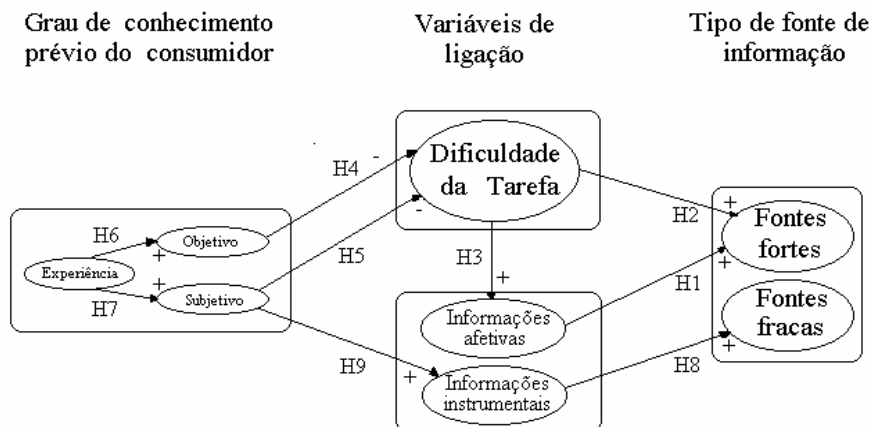 Grau de conhecimento
prévio do consumidor
Variáveis de
ligação
Tipo de fonte de
informação
Experiência
H6
+
Objetivo
H7
+
Subjetivo
H4
-
H5
-
Dificuldade
da Tarefa
H3
+
H9
+
Informações
afetivas
Informações
instrumentais
H2
+
H1
+
H8
+
Fontes
fortes
Fontes
fracas